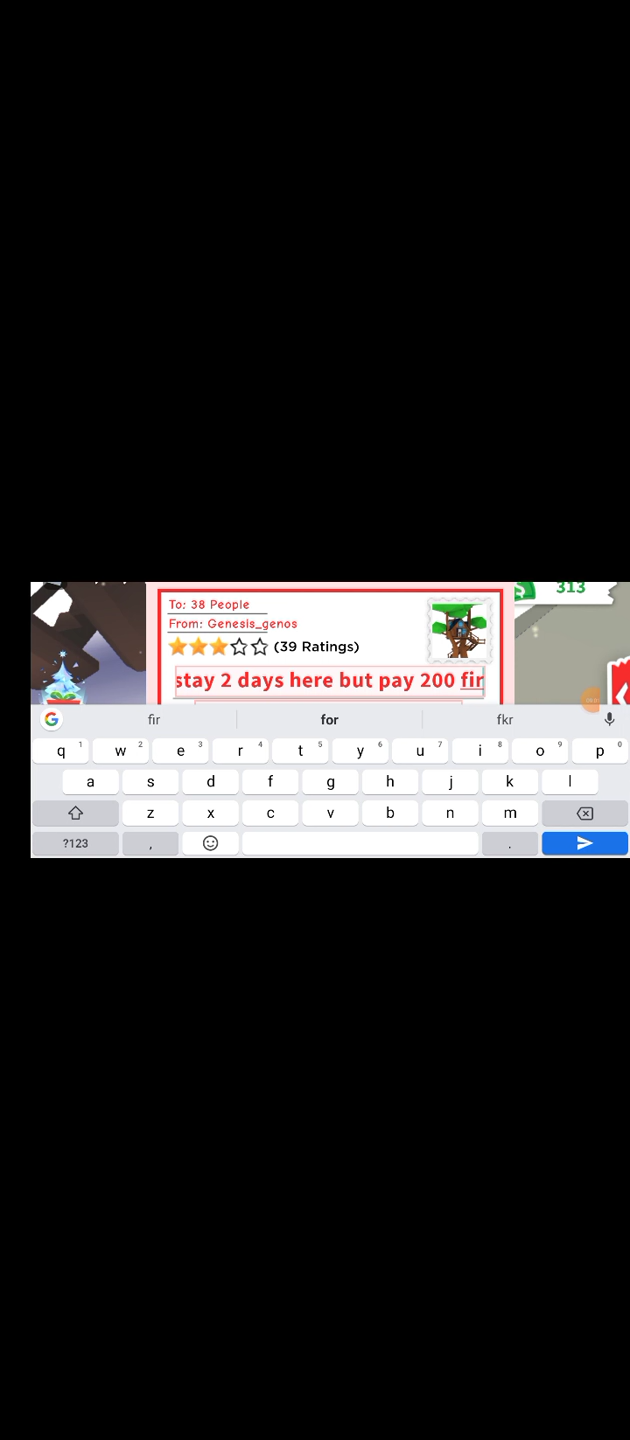 313
To: 38 People
From: Genesis_genos
(39 Ratings)
stay 2 days here but pay 200 fir
fir for fkr
q 1 w 2 e 3 r 4 t 5 y 6 u 7 i 8 o 9 p 0
a s d f g h j k l
z x c v b n m
?123 , .